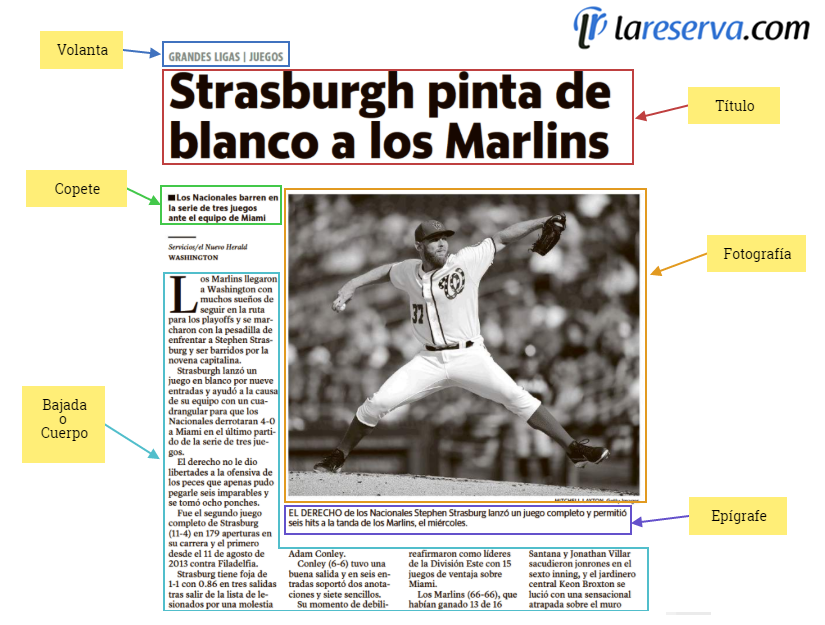 lareserva.com
Volanta
GRANDES LIGAS | JUEGOS
Strasburgh pinta de
blanco a los Marlins
Título
Copete
Los Nacionales barren en
la serie de tres juegos
ante el equipo de Miami
Servicios/el Nuevo Herald
WASHINGTON
Fotografía
37
Los Marlins llegaron
a Washington con
muchos sueños de
seguir en la ruta
para los playoffs y se mar-
charon con la pesadilla de
enfrentar a Stephen Stras-
burg y ser barridos por la
novena capitalina.
Strasburgh lanzó un
juego en blanco por nueve
entradas y ayudó a la causa
de su equipo con un cua-
drangular para que los
Nacionales derrotaran 4-0
a Miami en el último parti-
do de la serie de tres jue-
gos.
El derecho no le dio
libertades a la ofensiva de
los peces que apenas pudo
pegarle seis imparables y
se tomó ocho ponches.
Fue el segundo juego
completo de Strasburg
(11-4) en 179 aperturas en
su carrera y el primero
desde el 11 de agosto de
2013 contra Filadelfia.
Strasburg tiene foja de
1-1 con 0.86 en tres salidas
tras salir de la lista de le-
sionados por una molestia
Bajada
o
Cuerpo
EL DERECHO de los Nacionales Stephen Strasburg lanzó un juego completo y permitió
seis hits a la tanda de los Marlins, el miércoles.
Epígrafe
Adam Conley.
Conley (6-6) tuvo una
buena salida y en seis en-
tradas soportó dos anota-
ciones y siete sencillos.
Su momento de debili-
reafirmaron como líderes
de la División Este con 15
juegos de ventaja sobre
Miami.
Los Marlins (66-66), que
habían ganado 13 de 16
Santana y Jonathan Villar
sacudieron jonrones en el
sexto inning, y el jardinero
central Keon Broxton se
lució con una sensacional
atrapada sobre el muro